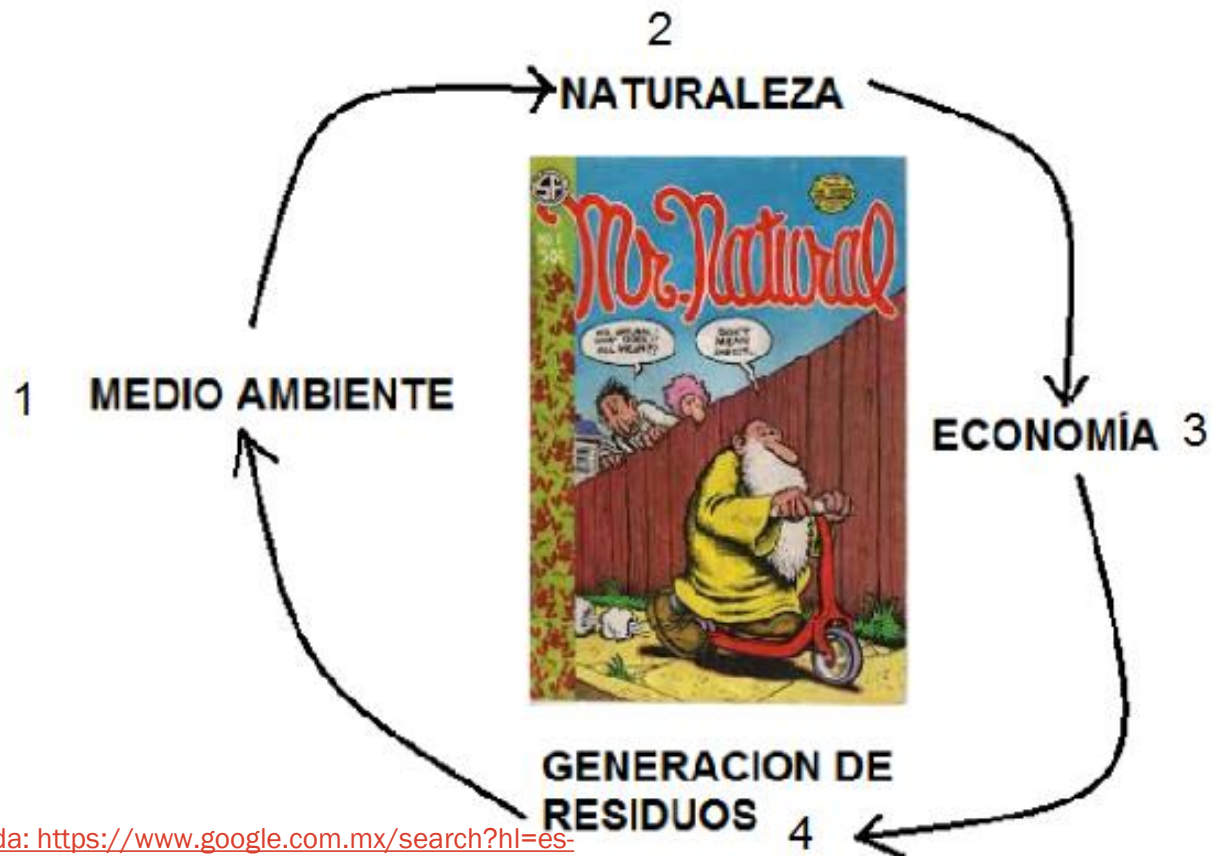 2
NATURALEZA
Mr. Natural
1 MEDIO AMBIENTE
ECONOMÍA 3
GENERACION DE
RESIDUOS 4
da: https://www.google.com.mx/search?hl=es-